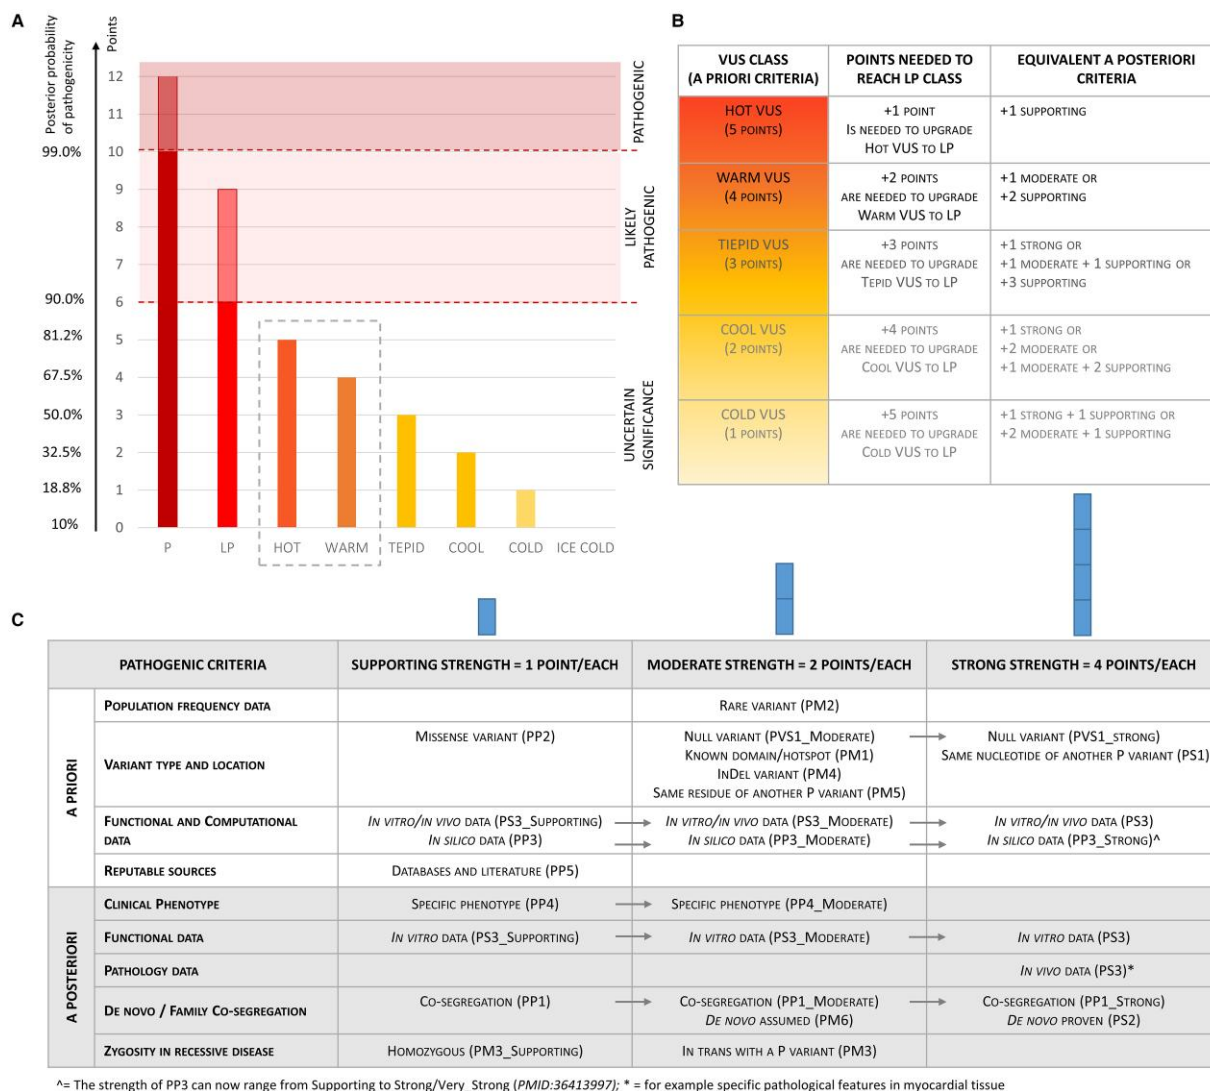 A
Posterior probability
of pathogenicity
Points
12
11
10
9
8
7
6
5
4
3
2
1
0
99.0%
90.0%
81.2%
67.5%
50.0%
32.5%
18.8%
10%
PATHOGENIC
LIKELY
PATHOGENIC
UNCERTAIN
SIGNIFICANCE
P LP HOT WARM TEPID COOL COLD ICE COLD
B
VUS CLASS
(A PRIORI CRITERIA)
POINTS NEEDED TO
REACH LP CLASS
EQUIVALENT A POSTERIORI
CRITERIA
HOT VUS
(5 POINTS)
+1 POINT
IS NEEDED TO UPGRADE
HOT VUS TO LP
+1 SUPPORTING
WARM VUS
(4 POINTS)
+2 POINTS
ARE NEEDED TO UPGRADE
WARM VUS TO LP
+1 MODERATE OR
+2 SUPPORTING
TIEPID VUS
(3 POINTS)
+3 POINTS
ARE NEEDED TO UPGRADE
TEPID VUS TO LP
+1 STRONG OR
+1 MODERATE + 1 SUPPORTING OR
+3 SUPPORTING
COOL VUS
(2 POINTS)
+4 POINTS
ARE NEEDED TO UPGRADE
COOL VUS TO LP
+1 STRONG OR
+2 MODERATE OR
+1 MODERATE + 2 SUPPORTING
COLD VUS
(1 POINTS)
+5 POINTS
ARE NEEDED TO UPGRADE
COLD VUS TO LP
+1 STRONG + 1 SUPPORTING OR
+2 MODERATE + 1 SUPPORTING
C
PATHOGENIC CRITERIA
SUPPORTING STRENGTH = 1 POINT/EACH
MODERATE STRENGTH = 2 POINTS/EACH
STRONG STRENGTH = 4 POINTS/EACH
A PRIORI
POPULATION FREQUENCY DATA
RARE VARIANT (PM2)
VARIANT TYPE AND LOCATION
MISSENSE VARIANT (PP2)
NULL VARIANT (PVS1_MODERATE)
KNOWN DOMAIN/HOTSPOT (PM1)
INDEL VARIANT (PM4)
SAME RESIDUE OF ANOTHER P VARIANT (PM5)
NULL VARIANT (PVS1_STRONG)
SAME NUCLEOTIDE OF ANOTHER P VARIANT (PS1)
FUNCTIONAL AND COMPUTATIONAL
DATA
IN VITRO/IN VIVO DATA (PS3_SUPPORTING)
IN SILICO DATA (PP3)
IN VITRO/IN VIVO DATA (PS3_MODERATE)
IN SILICO DATA (PP3_MODERATE)
IN VITRO/IN VIVO DATA (PS3)
IN SILICO DATA (PP3_STRONG)^
REPUTABLE SOURCES
DATABASES AND LITERATURE (PP5)
A POSTERIORI
CLINICAL PHENOTYPE
SPECIFIC PHENOTYPE (PP4)
SPECIFIC PHENOTYPE (PP4_MODERATE)
FUNCTIONAL DATA
IN VITRO DATA (PS3_SUPPORTING)
IN VITRO DATA (PS3_MODERATE)
IN VITRO DATA (PS3)
PATHOLOGY DATA
IN VIVO DATA (PS3)*
DE NOVO / FAMILY CO-SEGREGATION
CO-SEGREGATION (PP1)
CO-SEGREGATION (PP1_MODERATE)
DE NOVO ASSUMED (PM6)
CO-SEGREGATION (PP1_STRONG)
DE NOVO PROVEN (PS2)
ZYGOSITY IN RECESSIVE DISEASE
HOMOZYGOUS (PM3_SUPPORTING)
IN TRANS WITH A P VARIANT (PM3)
^= The strength of PP3 can now range from Supporting to Strong/Very_Strong (PMID:36413997); * = for example specific pathological features in myocardial tissue